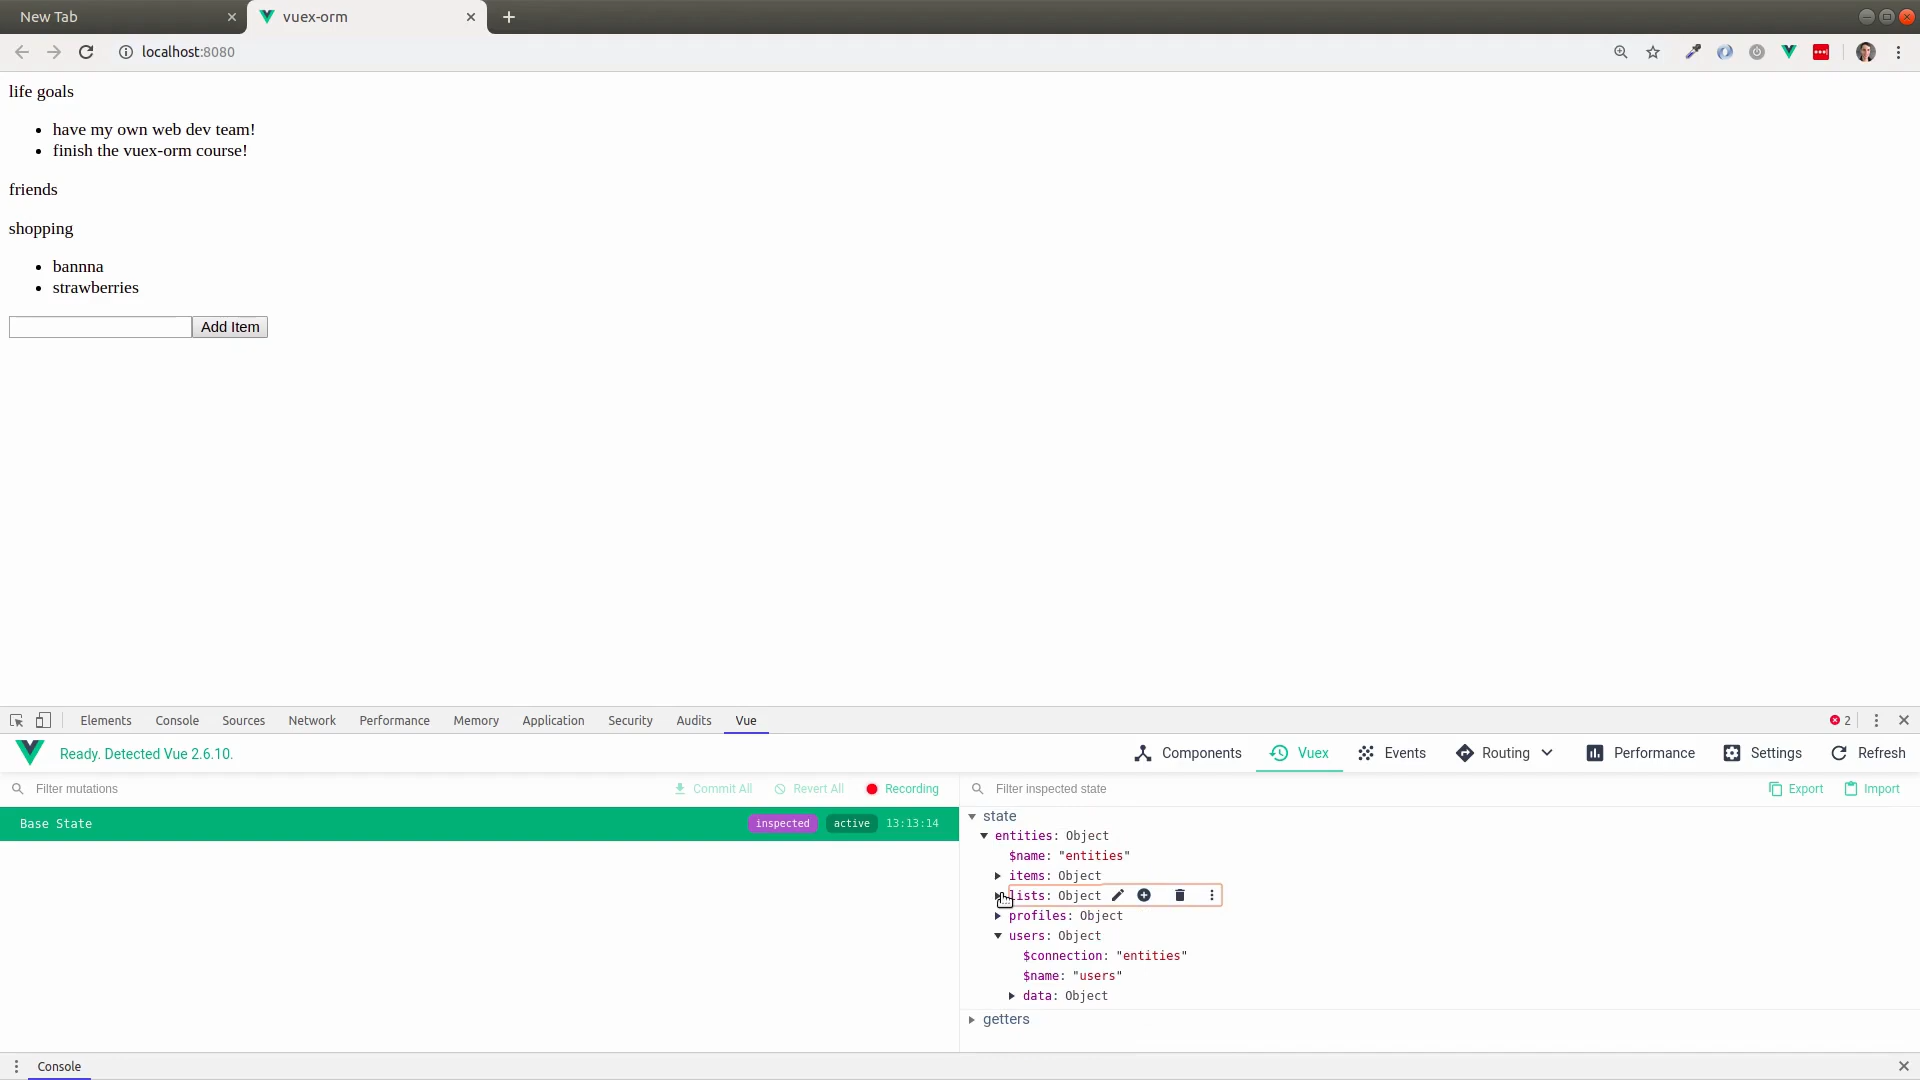 New Tab
vuex-orm
localhost:8080
life goals
have my own web dev team!
finish the vuex-orm course!
friends
shopping
bannna
strawberries
Add Item
Elements Console Sources Network Performance Memory Application Security Audits Vue 2
Ready. Detected Vue 2.6.10. Components Vuex Events Routing Performance Settings Refresh
Filter mutations Commit All Revert All Recording Filter inspected state Export Import
Base State inspected active 13:13:14
state
entities: Object
$name: "entities"
items: Object
lists: Object
profiles: Object
users: Object
$connection: "entities"
$name: "users"
data: Object
getters
Console